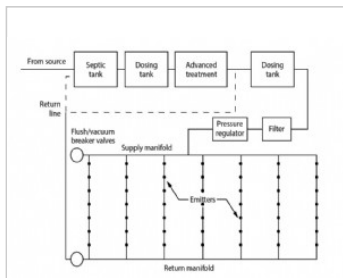 From source
Septic
tank
Dosing
tank
Advanced
treatment
Dosing
tank
Return
line
Flush/vacuum
breaker valves
Pressure
regulator
Filter
Supply manifold
Emitters
Return manifold